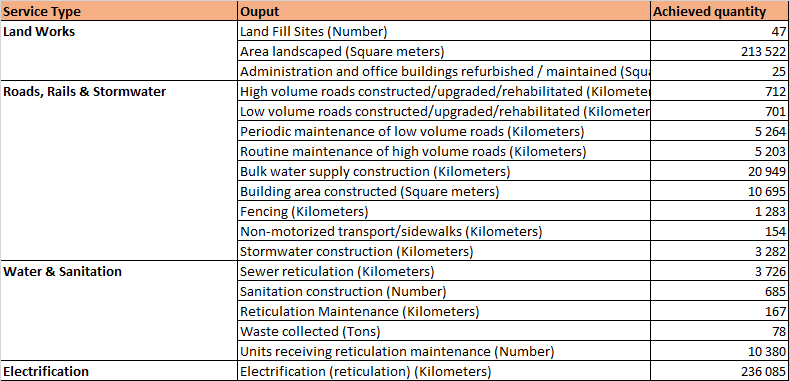 Service Type Ouput Achieved quantity
Land Works Land Fill Sites (Number) 47
Area landscaped (Square meters) 213 522
Administration and office buildings refurbished / maintained (Squa 25
Roads, Rails & Stormwater High volume roads constructed/upgraded/rehabilitated (Kilometer 712
Low volume roads constructed/upgraded/rehabilitated (Kilometer 701
Periodic maintenance of low volume roads (Kilometers) 5 264
Routine maintenance of high volume roads (Kilometers) 5 203
Bulk water supply construction (Kilometers) 20 949
Building area constructed (Square meters) 10 695
Fencing (Kilometers) 1 283
Non-motorized transport/sidewalks (Kilometers) 154
Stormwater construction (Kilometers) 3 282
Water & Sanitation Sewer reticulation (Kilometers) 3 726
Sanitation construction (Number) 685
Reticulation Maintenance (Kilometers) 167
Waste collected (Tons) 78
Units receiving reticulation maintenance (Number) 10 380
Electrification Electrification (reticulation) (Kilometers) 236 085